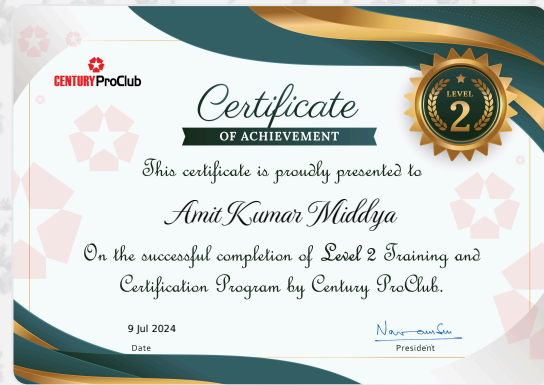 CENTURY ProClub
LEVEL
2
Certificate
OF ACHIEVEMENT
This certificate is proudly presented to
Amit Kumar Middya
On the successful completion of Level 2 Training and
Certification Program by Century ProClub.
9 Jul 2024
Date
President